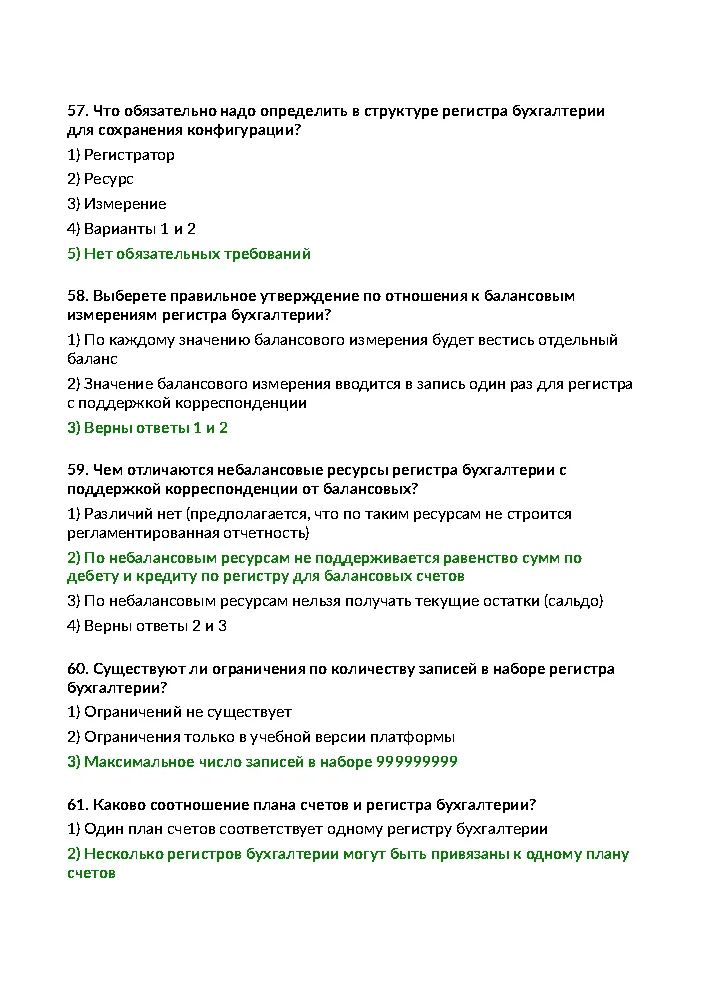 57. Что обязательно надо определить в структуре регистра бухгалтерии
для сохранения конфигурации?
1) Регистратор
2) Ресурс
3) Измерение
4) Варианты 1 и 2
5) Нет обязательных требований
58. Выберете правильное утверждение по отношения к балансовым
измерениям регистра бухгалтерии?
1) По каждому значению балансового измерения будет вестись отдельный
баланс
2) Значение балансового измерения вводится в запись один раз для регистра
с поддержкой корреспонденции
3) Верны ответы 1 и 2
59. Чем отличаются небалансовые ресурсы регистра бухгалтерии с
поддержкой корреспонденции от балансовых?
1) Различий нет (предполагается, что по таким ресурсам не строится
регламентированная отчетность)
2) По небалансовым ресурсам не поддерживается равенство сумм по
дебету и кредиту по регистру для балансовых счетов
3) По небалансовым ресурсам нельзя получать текущие остатки (сальдо)
4) Верны ответы 2 и 3
60. Существуют ли ограничения по количеству записей в наборе регистра
бухгалтерии?
1) Ограничений не существует
2) Ограничения только в учебной версии платформы
3) Максимальное число записей в наборе 999999999
61. Каково соотношение плана счетов и регистра бухгалтерии?
1) Один план счетов соответствует одному регистру бухгалтерии
2) Несколько регистров бухгалтерии могут быть привязаны к одному плану
счетов